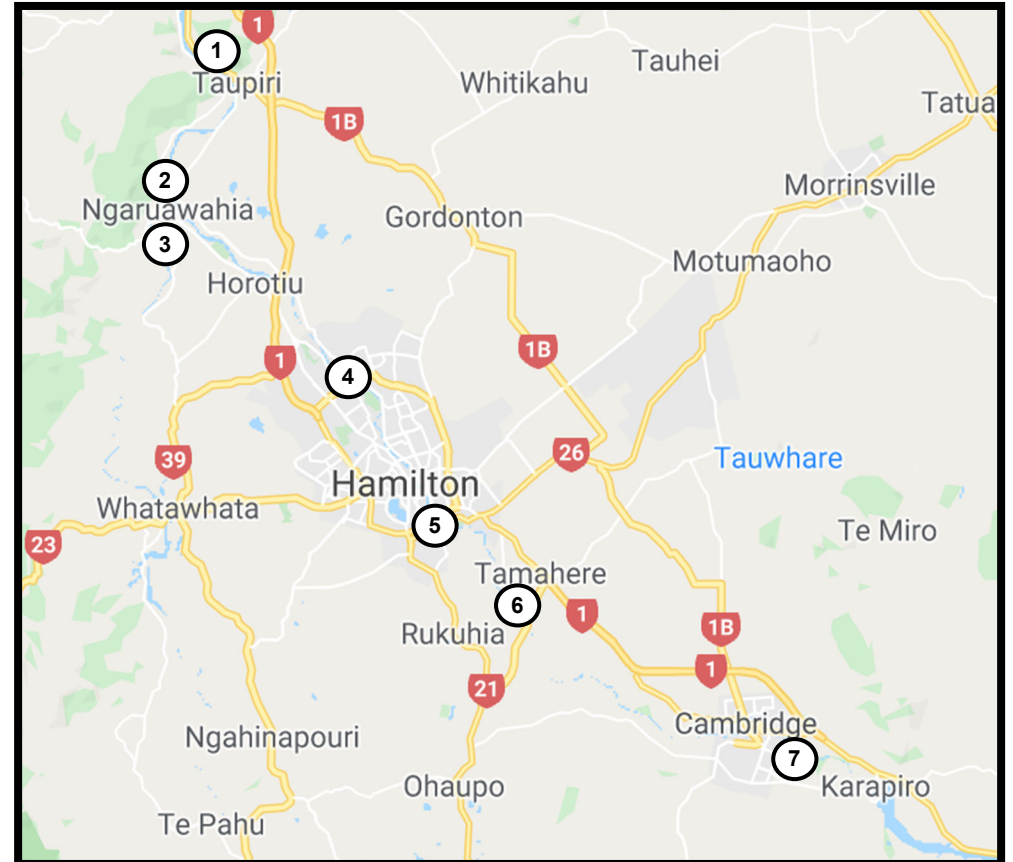 1
1
Taupiri
Whitikahu
Tauhei
Tatua
1B
2
Ngaruawahia
3
Gordonton
Morrinsville
Motumaoho
Horotiu
1
4
1B
39
26
Tauwhare
Hamilton
Whatawhata
5
23
Te Miro
Tamahere
6
1
1B
Rukuhia
1
21
Ngahinapouri
Cambridge
7
Ohaupo
Karapiro
Te Pahu